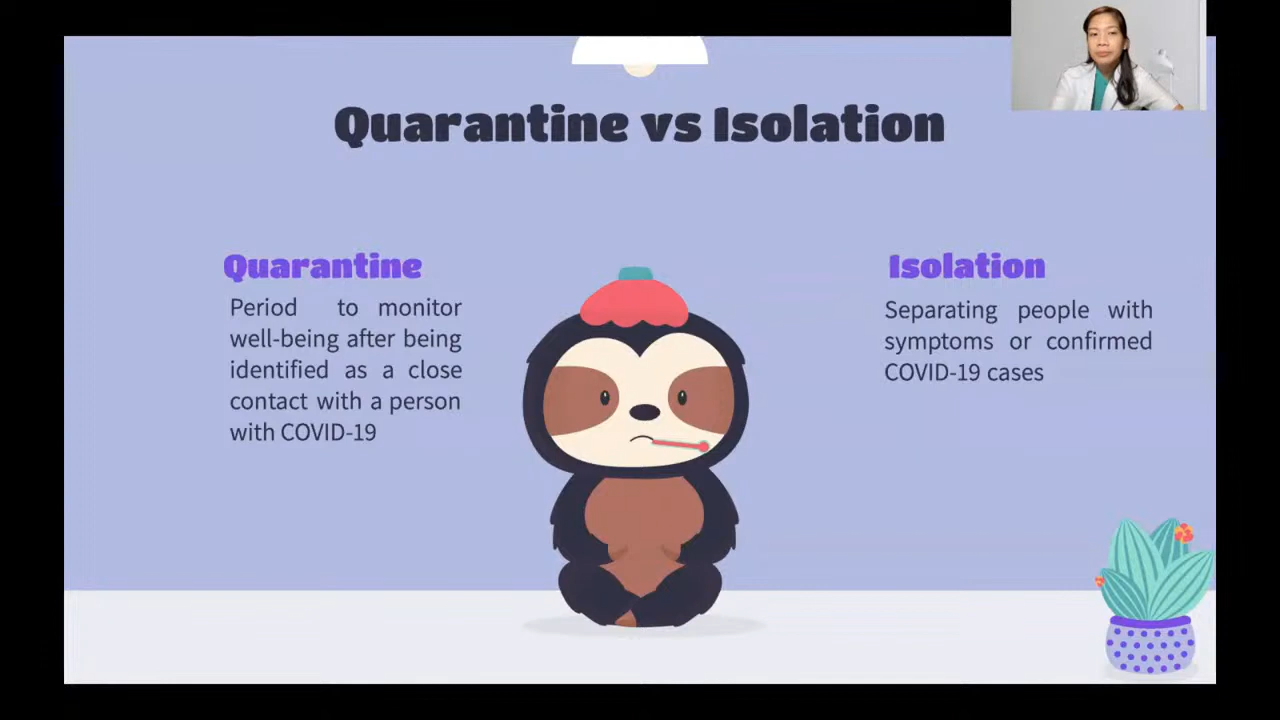 Quarantine vs Isolation
Quarantine
Period to monitor
well-being after being
identified as a close
contact with a person
with COVID-19
Isolation
Separating people with
symptoms or confirmed
COVID-19 cases